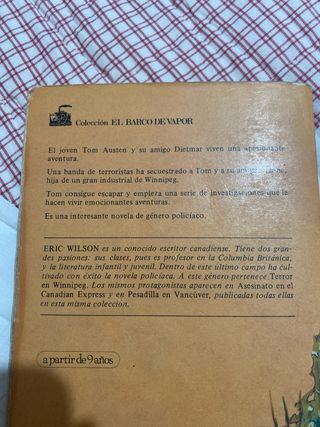 Colección EL BARCO DE VAPOR
El joven Tom Austen y su amigo Dietmar viven una apasionante
aventura.
Una banda de terroristas ha secuestrado a Tom y a su amiga
hija de un gran industrial de Winnipeg.
Tom consigue escapar y empieza una serie de investigaciones que le
hacen vivir emocionantes aventuras.
Es una interesante novela de género policíaco.
ERIC WILSON es un conocido escritor canadiense. Tiene dos gran-
des pasiones: sus clases, pues es profesor en la Columbia Británica,
y la literatura infantil y juvenil. Dentro de este último campo ha cul-
tivado con éxito la novela policíaca. A este género pertenece Terror
en Winnipeg. Los mismos protagonistas aparecen en Asesinato en el
Canadian Express y en Pesadilla en Vancúver, publicadas todas ellas
en esta misma colección.
a partir de 9 años